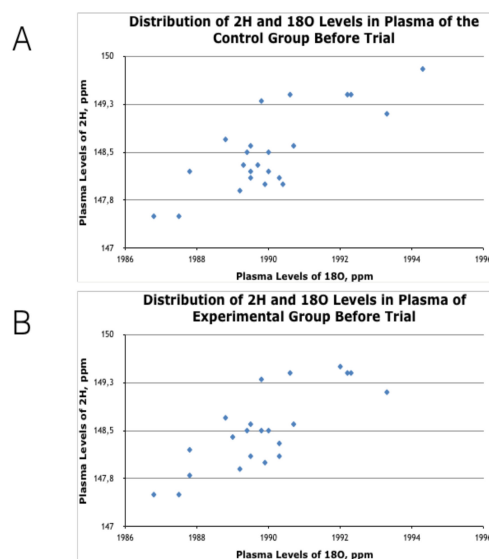 A
Distribution of 2H and 18O Levels in Plasma of the
Control Group Before Trial
Plasma Levels of 2H, ppm
150
149,3
148,5
147,8
147
1986 1988 1990 1992 1994 1996
Plasma Levels of 18O, ppm
B
Distribution of 2H and 18O Levels in Plasma of
Experimental Group Before Trial
Plasma Levels of 2H, ppm
150
149,3
148,5
147,8
147
1986 1988 1990 1992 1994 1996
Plasma Levels of 18O, ppm